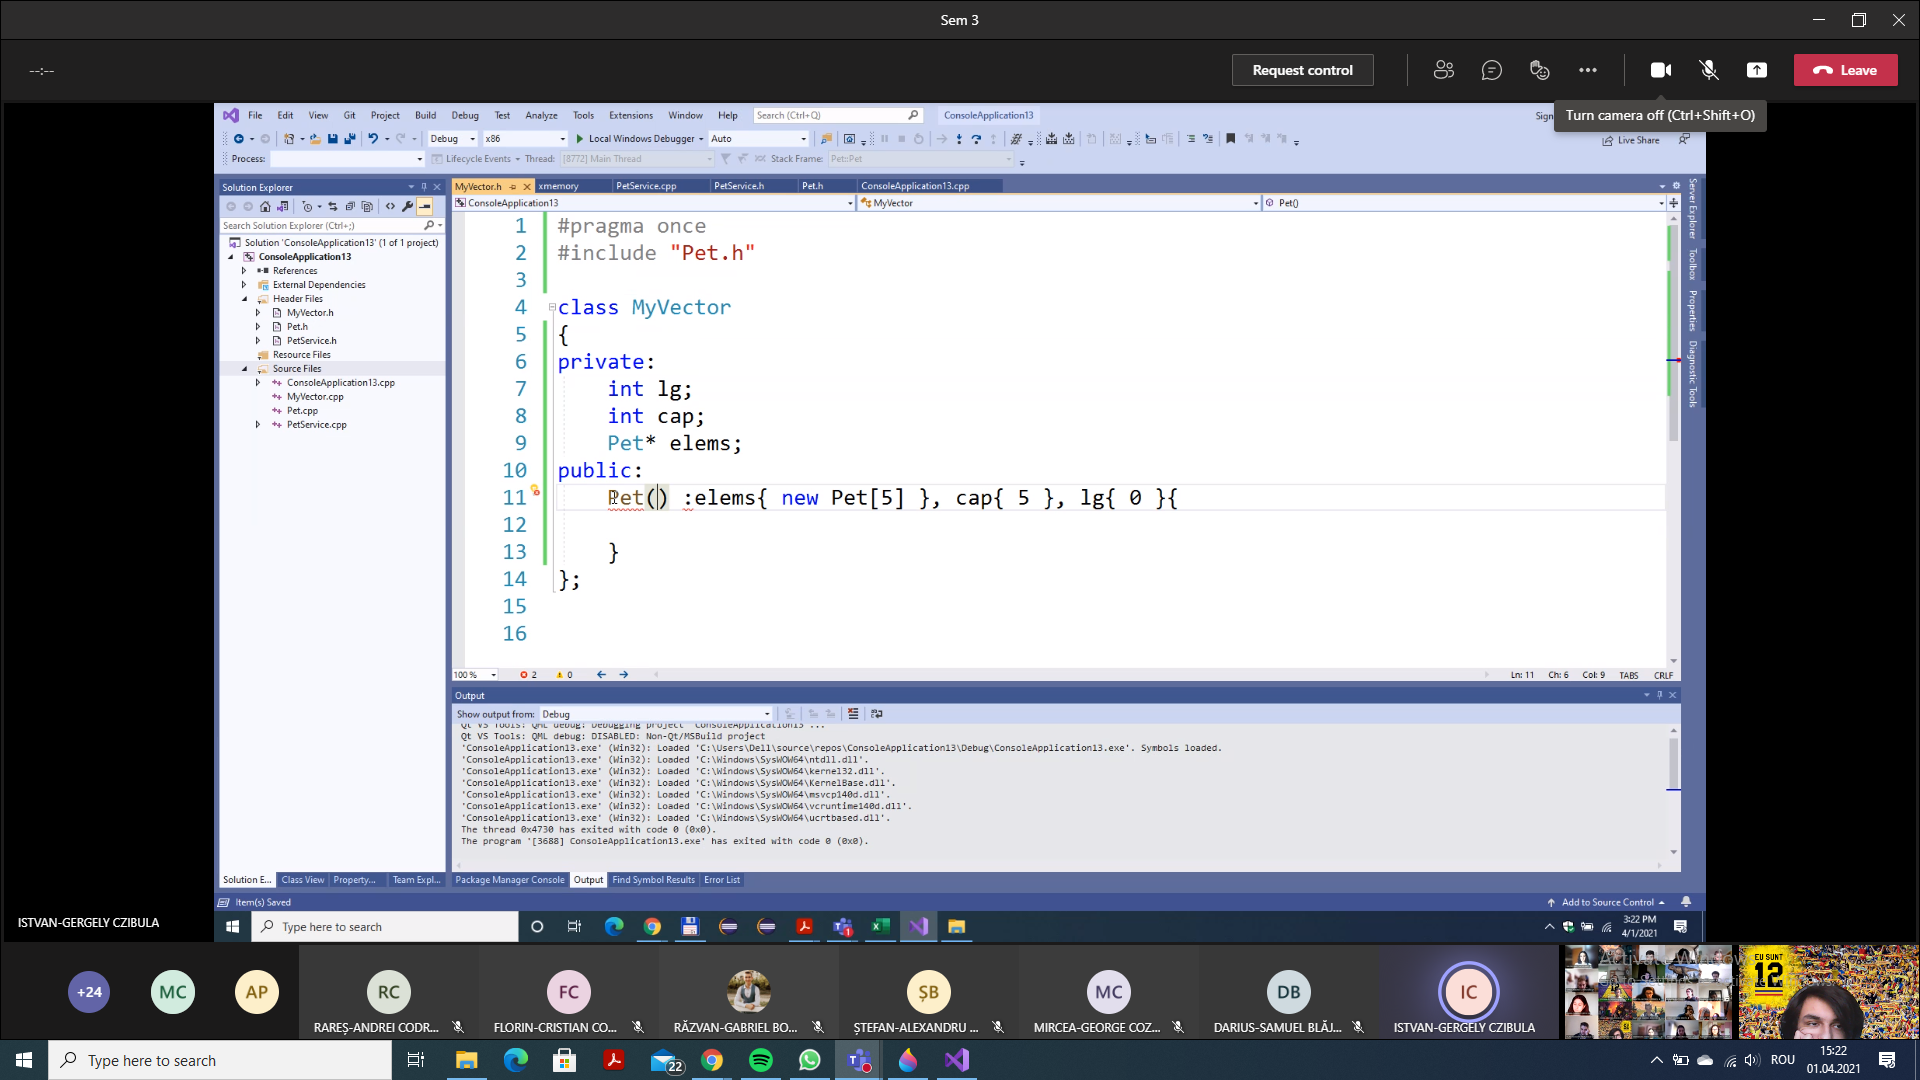 Sem 3
--:--
Request control
Leave
Turn camera off (Ctrl+Shift+O)
File Edit View Git Project Build Debug Test Analyze Tools Extensions Window Help Search (Ctrl+Q) ConsoleApplication13
Debug x86 Local Windows Debugger Auto
Live Share
Process: Lifecycle Events Thread: [8772] Main Thread Stack Frame: Pet::Pet
Solution Explorer
MyVector.h xmemory PetService.cpp PetService.h Pet.h ConsoleApplication13.cpp
ConsoleApplication13 MyVector Pet()
Search Solution Explorer (Ctrl+;)
Solution 'ConsoleApplication13' (1 of 1 project)
ConsoleApplication13
References
External Dependencies
Header Files
MyVector.h
Pet.h
PetService.h
Resource Files
Source Files
ConsoleApplication13.cpp
MyVector.cpp
Pet.cpp
PetService.cpp
1 #pragma once
2 #include "Pet.h"
3
4 class MyVector
5 {
6 private:
7 int lg;
8 int cap;
9 Pet* elems;
10 public:
11 Pet() :elems{ new Pet[5] }, cap{ 5 }, lg{ 0 }{
12
13 }
14 };
15
16
Server Explorer
Toolbox
Properties
Diagnostic Tools
100 % 2 0 Ln: 11 Ch: 6 Col: 9 TABS CRLF
Output
Show output from: Debug
Qt VS Tools: QML debug: Debugging project 'ConsoleApplication13'...
Qt VS Tools: QML debug: DISABLED: Non-Qt/MSBuild project
'ConsoleApplication13.exe' (Win32): Loaded 'C:\Users\Dell\source\repos\ConsoleApplication13\Debug\ConsoleApplication13.exe'. Symbols loaded.
'ConsoleApplication13.exe' (Win32): Loaded 'C:\Windows\SysWOW64\ntdll.dll'.
'ConsoleApplication13.exe' (Win32): Loaded 'C:\Windows\SysWOW64\kernel32.dll'.
'ConsoleApplication13.exe' (Win32): Loaded 'C:\Windows\SysWOW64\KernelBase.dll'.
'ConsoleApplication13.exe' (Win32): Loaded 'C:\Windows\SysWOW64\msvcp140d.dll'.
'ConsoleApplication13.exe' (Win32): Loaded 'C:\Windows\SysWOW64\vcruntime140d.dll'.
'ConsoleApplication13.exe' (Win32): Loaded 'C:\Windows\SysWOW64\ucrtbased.dll'.
The thread 0x4730 has exited with code 0 (0x0).
The program '[3688] ConsoleApplication13.exe' has exited with code 0 (0x0).
Solution E... Class View Property... Team Expl... Package Manager Console Output Find Symbol Results Error List
Item(s) Saved Add to Source Control
ISTVAN-GERGELY CZIBULA
Type here to search
3:22 PM
4/1/2021
+24 MC AP RC FC ȘB MC DB IC
EU SUNT
12
RAREȘ-ANDREI CODR... FLORIN-CRISTIAN CO... RĂZVAN-GABRIEL BO... ȘTEFAN-ALEXANDRU ... MIRCEA-GEORGE COZ... DARIUS-SAMUEL BLĂJ... ISTVAN-GERGELY CZIBULA
Type here to search
22
ROU
15:22
01.04.2021